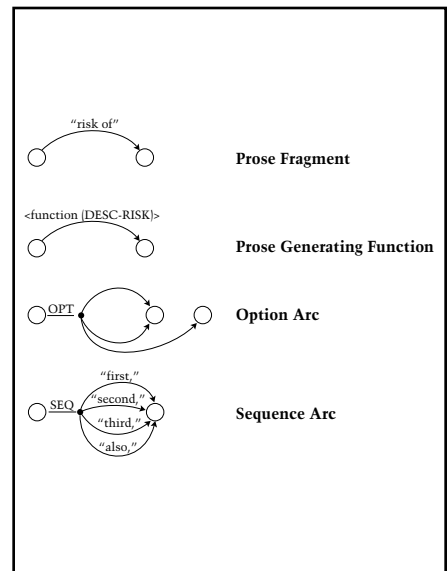 “risk of”
Prose Fragment
<function (DESC-RISK)>
Prose Generating Function
OPT
Option Arc
“first,”
“second,”
SEQ
Sequence Arc
“third,”
“also,”